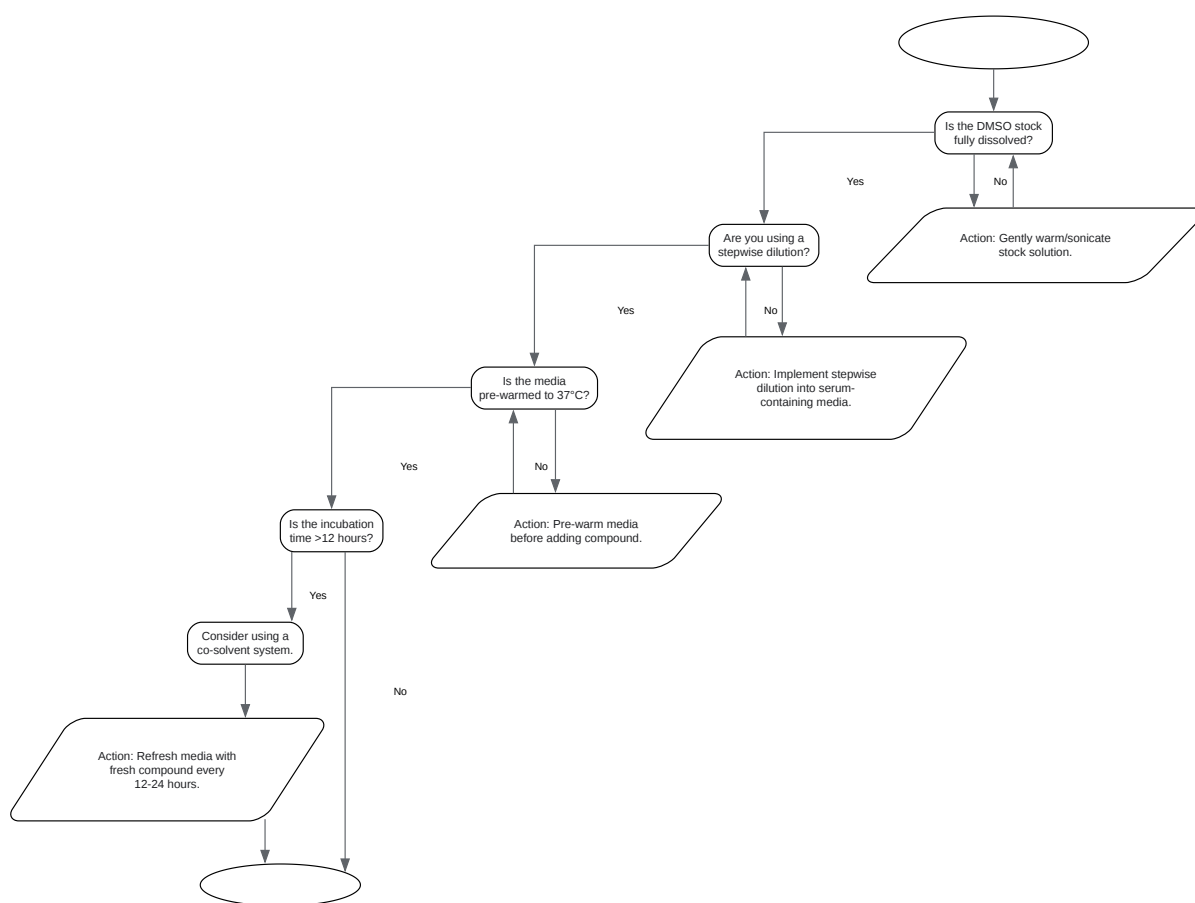 Is the DMSO stock
fully dissolved?
Yes
No
Are you using a
stepwise dilution?
Action: Gently warm/sonicate
stock solution.
Yes
No
Is the media
pre-warmed to 37°C?
Action: Implement stepwise
dilution into serum-
containing media.
Yes
No
Is the incubation
time >12 hours?
Action: Pre-warm media
before adding compound.
Yes
Consider using a
co-solvent system.
No
Action: Refresh media with
fresh compound every
12-24 hours.